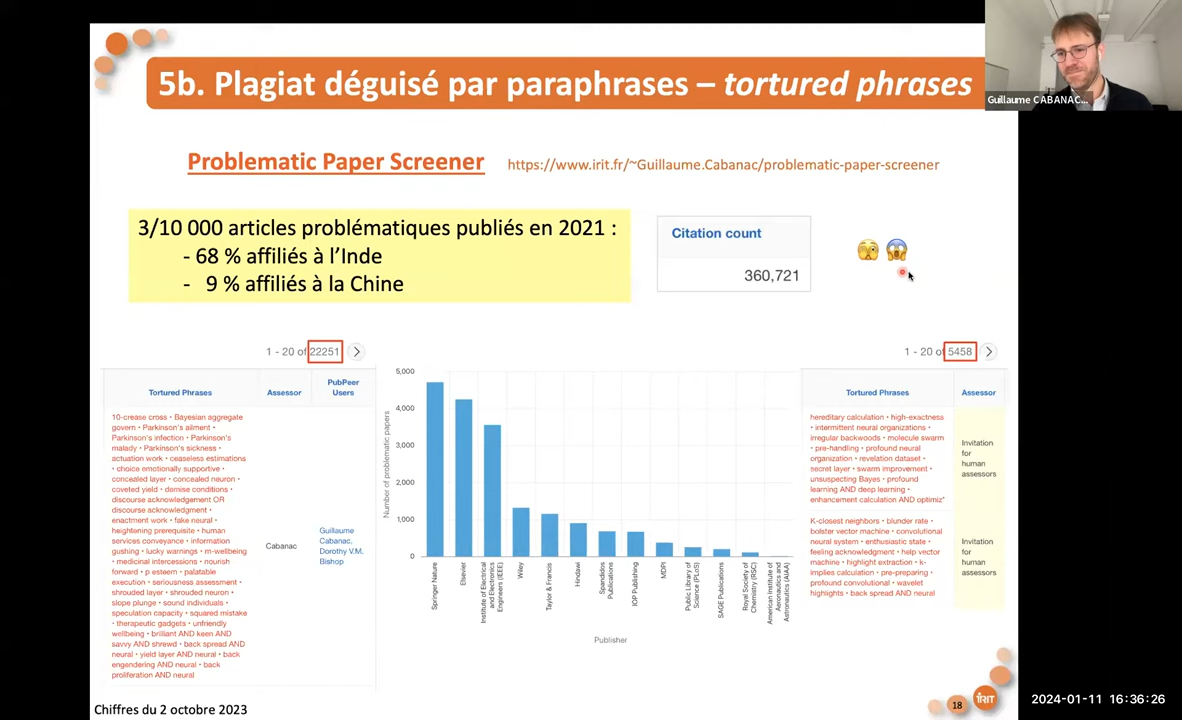 5b. Plagiat déguisé par paraphrases – tortured phrases
Guillaume CABANAC...
Problematic Paper Screener
https://www.irit.fr/~Guillaume.Cabanac/problematic-paper-screener
3/10 000 articles problématiques publiés en 2021 :
- 68 % affiliés à l'Inde
- 9 % affiliés à la Chine
Citation count
360,721
1 - 20 of 22251
Tortured Phrases
Assessor
PubPeer
Users
10-crease cross • Bayesian aggregate
govern • Parkinson's ailment •
Parkinson's infection • Parkinson's
malady • Parkinson's sickness •
actuation work • ceaseless estimations
• choice emotionally supportive •
concealed layer • concealed neuron •
coveted yield • demise conditions •
discourse acknowledgement OR
discourse acknowledgment •
enactment work • fake neural •
heightening prerequisite • human
services conveyance • information
gushing • lucky warnings • m-wellbeing
• medicinal intercessions • nourish
forward • p esteem • palatable
execution • seriousness assessment •
shrouded layer • shrouded neuron •
slope plunge • sound individuals •
speculation capacity • squared mistake
• therapeutic gadgets • unfriendly
wellbeing • brilliant AND keen AND
savvy AND shrewd • back spread AND
neural • yield layer AND neural • back
engendering AND neural • back
proliferation AND neural
Cabanac
Guillaume
Cabanac,
Dorothy V.M.
Bishop
Number of problematic papers
5,000
4,000
3,000
2,000
1,000
0
Springer Nature
Elsevier
Institute of Electrical
and Electronics
Engineers (IEEE)
Wiley
Taylor & Francis
Hindawi
Spandidos
Publications
IOP Publishing
MDPI
Public Library of
Science (PLoS)
SAGE Publications
Royal Society of
Chemistry (RSC)
American Institute of
Aeronautics and
Astronautics (AIAA)
Publisher
1 - 20 of 5458
Tortured Phrases
Assessor
hereditary calculation • high-exactness
• intermittent neural organizations •
irregular backwoods • molecule swarm
• pre-handling • profound neural
organization • revelation dataset •
secret layer • swarm improvement •
unsuspecting Bayes • profound
learning AND deep learning •
enhancement calculation AND optimiz*
Invitation
for
human
assessors
K-closest neighbors • blunder rate •
bolster vector machine • convolutional
neural system • enthusiastic state •
feeling acknowledgment • help vector
machine • highlight extraction • k-
implies calculation • pre-preparing •
profound convolutional • wavelet
highlights • back spread AND neural
Invitation
for
human
assessors
Chiffres du 2 octobre 2023
18
IRIT
2024-01-11 16:36:26